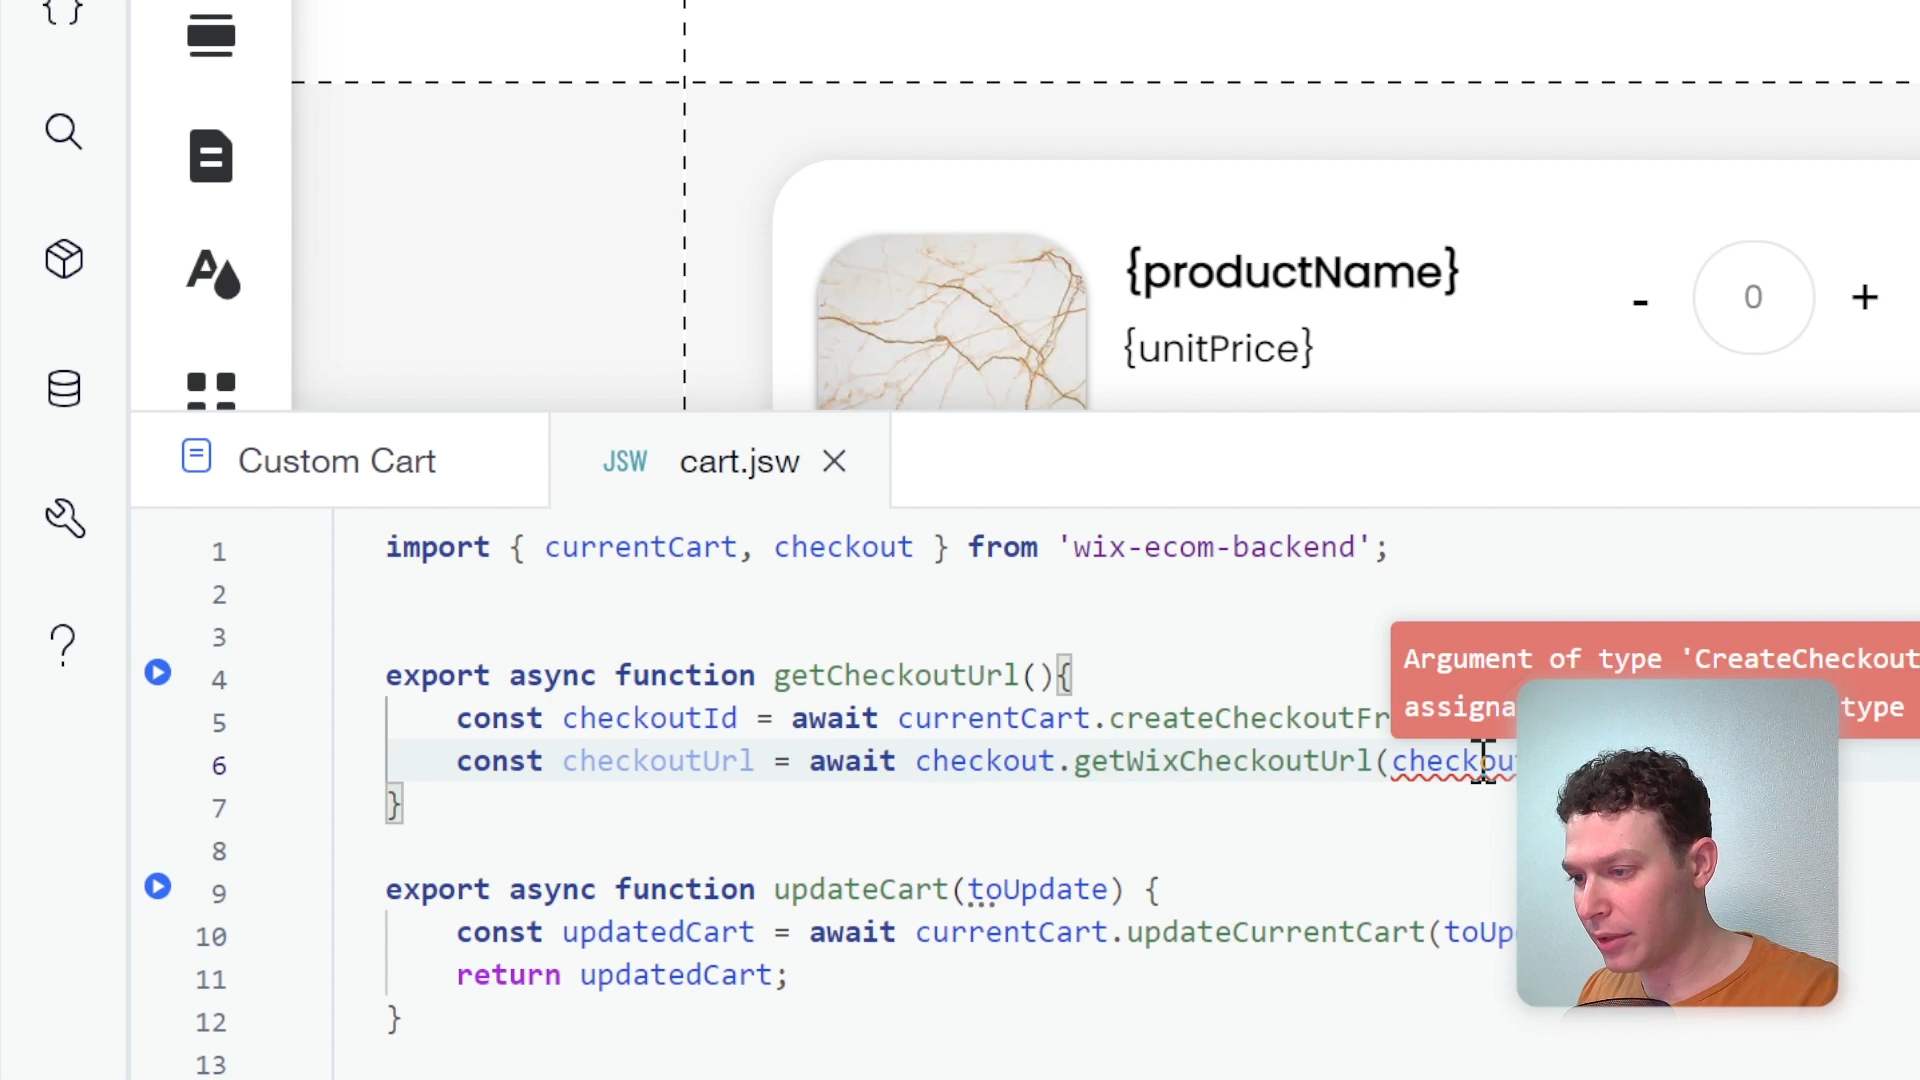 { }
{productName}
- 0 +
{unitPrice}
Custom Cart
JSW cart.jsw
1 import { currentCart, checkout } from 'wix-ecom-backend';
2
3
4 export async function getCheckoutUrl(){
Argument of type 'CreateCheckout
5 const checkoutId = await currentCart.createCheckoutFr
type
6 const checkoutUrl = await checkout.getWixCheckoutUrl(
7 }
8
9 export async function updateCart(toUpdate) {
10 const updatedCart = await currentCart.updateCurrentCart(
11 return updatedCart;
12 }
13